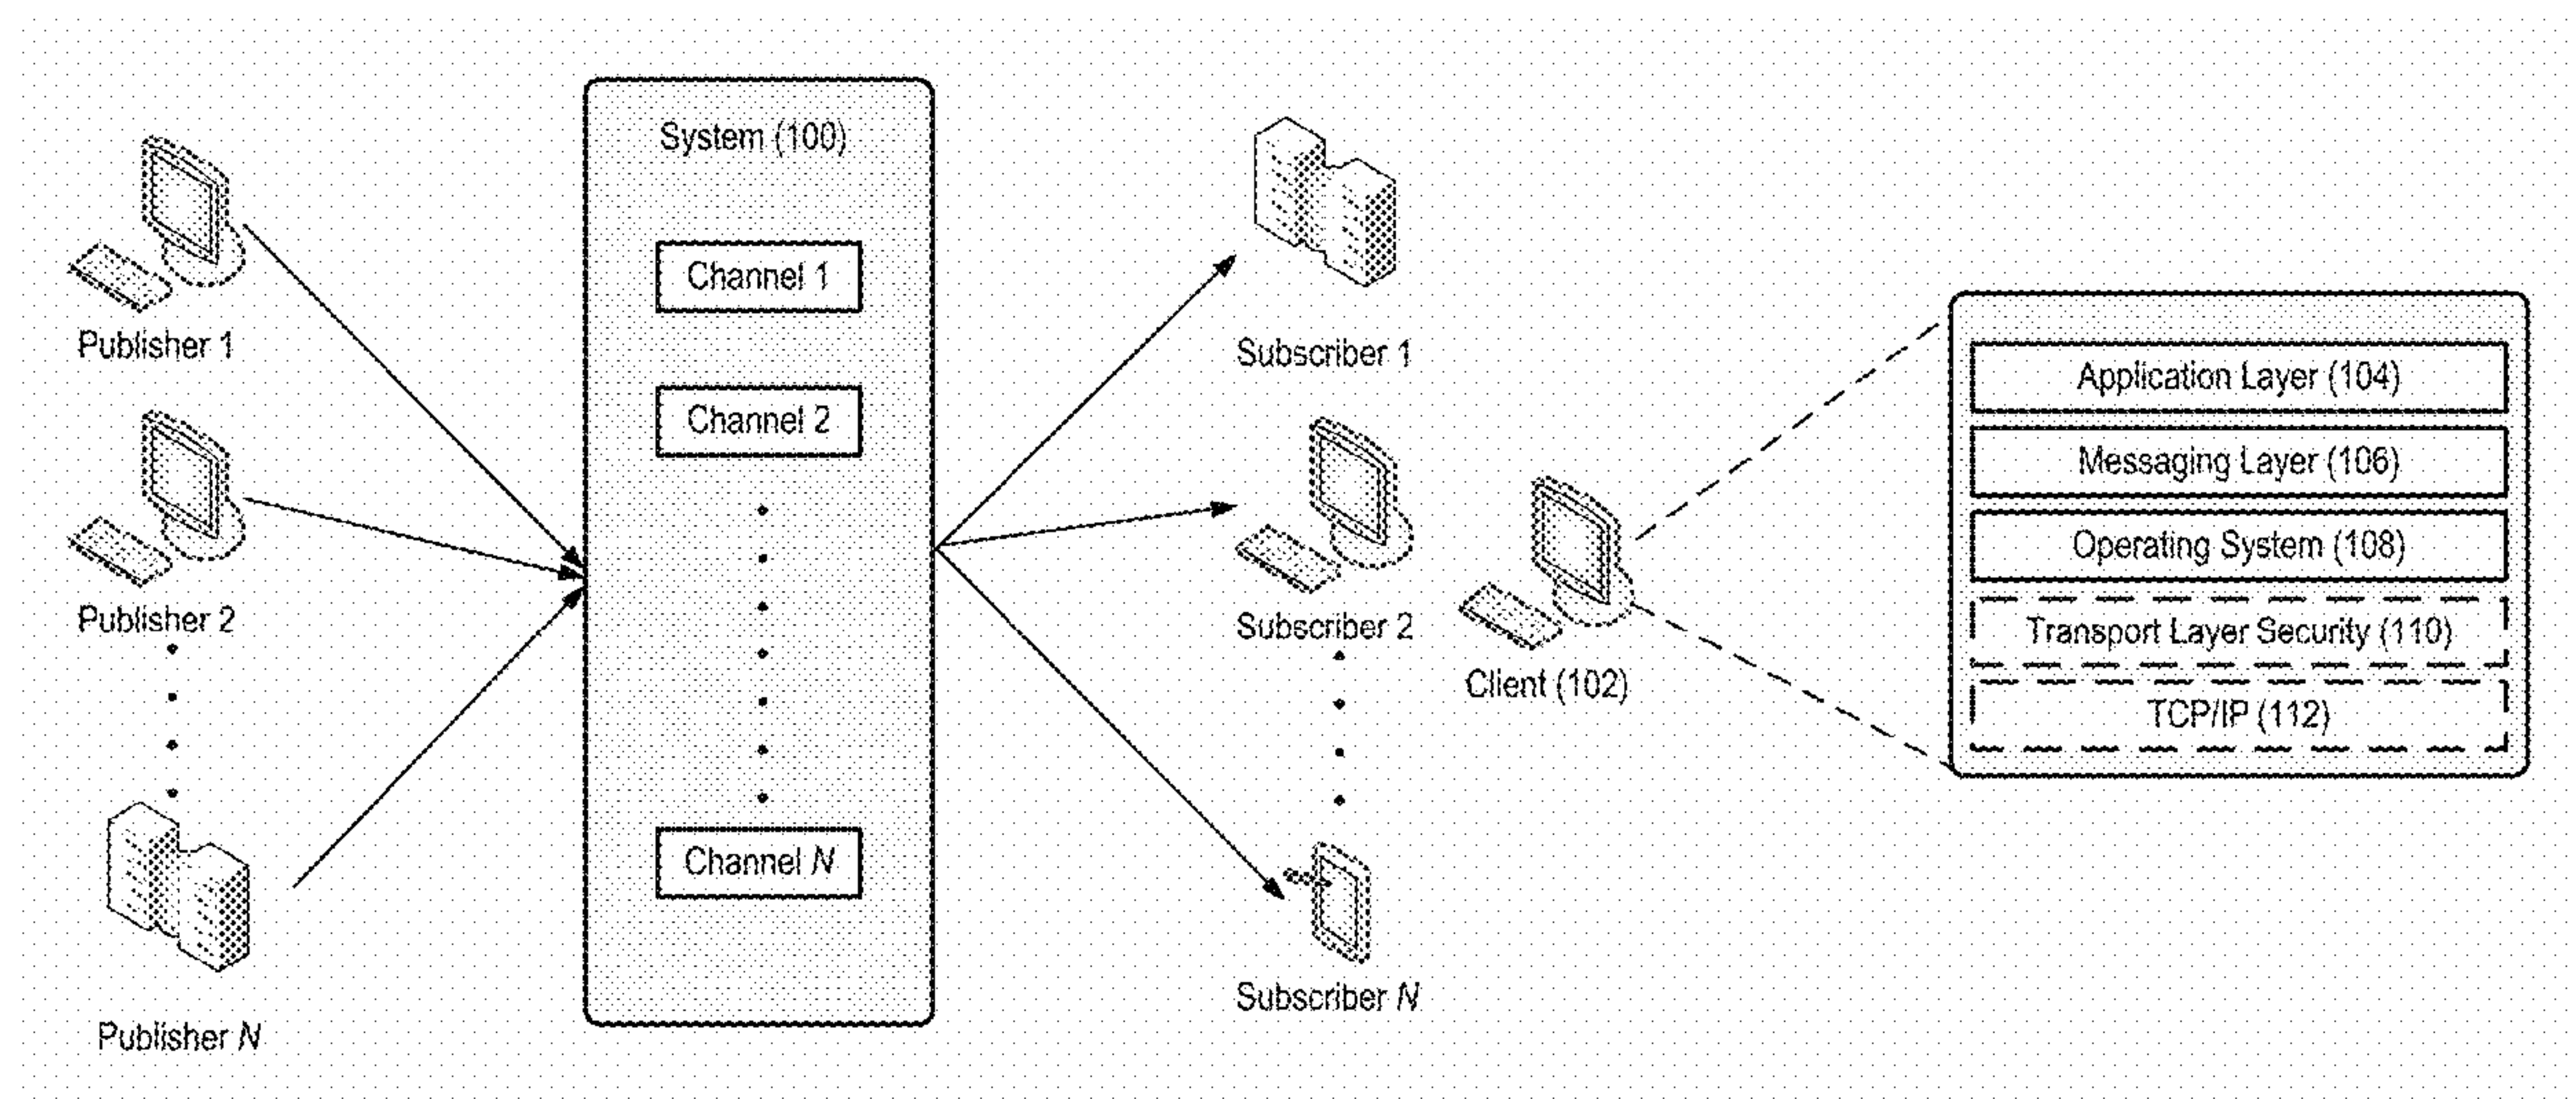 System (100)
Channel 1
Channel 2
Channel N
Publisher 1
Publisher 2
Publisher N
Subscriber 1
Subscriber 2
Subscriber N
Client (102)
Application Layer (104)
Messaging Layer (106)
Operating System (108)
Transport Layer Security (110)
TCP/IP (112)